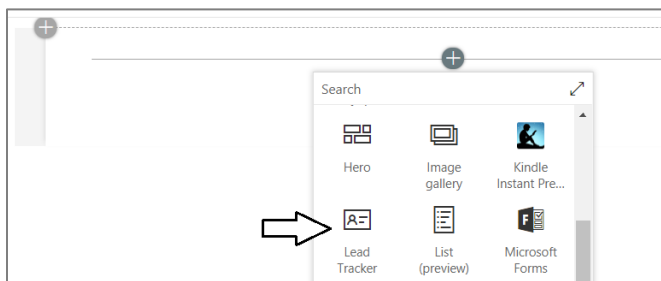 Search
Hero
Image
gallery
Kindle
Instant Pre...
Lead
Tracker
List
(preview)
Microsoft
Forms